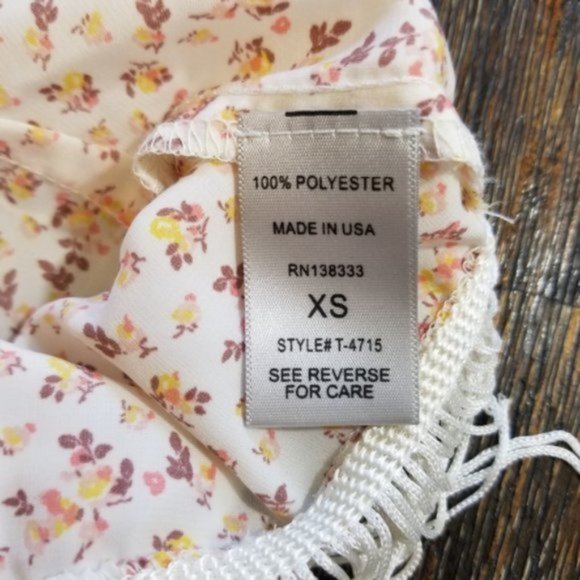 100% POLYESTER
MADE IN USA
RN138333
XS
STYLE# T-4715
SEE REVERSE
FOR CARE